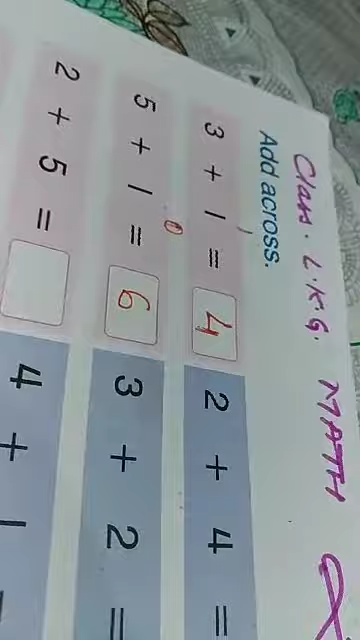 Class. L.K.G. MATH
Add across.
3 + 1 = 4 2 + 4 =
5 + 1 = 6 3 + 2 =
2 + 5 = 4 + 1 =